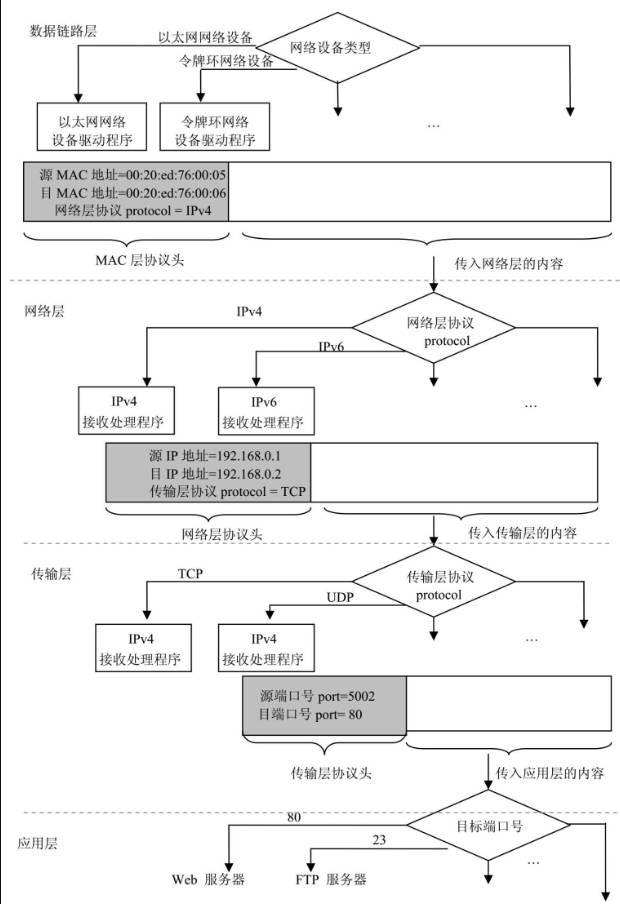 数据链路层
以太网网络设备
网络设备类型
令牌环网络设备
以太网网络
设备驱动程序
令牌环网络
设备驱动程序
…
源 MAC 地址=00:20:ed:76:00:05
目 MAC 地址=00:20:ed:76:00:06
网络层协议 protocol = IPv4
MAC 层协议头
传入网络层的内容
网络层
IPv4
网络层协议
protocol
IPv6
IPv4
接收处理程序
IPv6
接收处理程序
…
源 IP 地址=192.168.0.1
目 IP 地址=192.168.0.2
传输层协议 protocol = TCP
网络层协议头
传入传输层的内容
传输层
TCP
传输层协议
protocol
UDP
IPv4
接收处理程序
IPv4
接收处理程序
…
源端口号 port=5002
目端口号 port= 80
传输层协议头
传入应用层的内容
应用层
80
目标端口号
23
…
Web 服务器
FTP 服务器